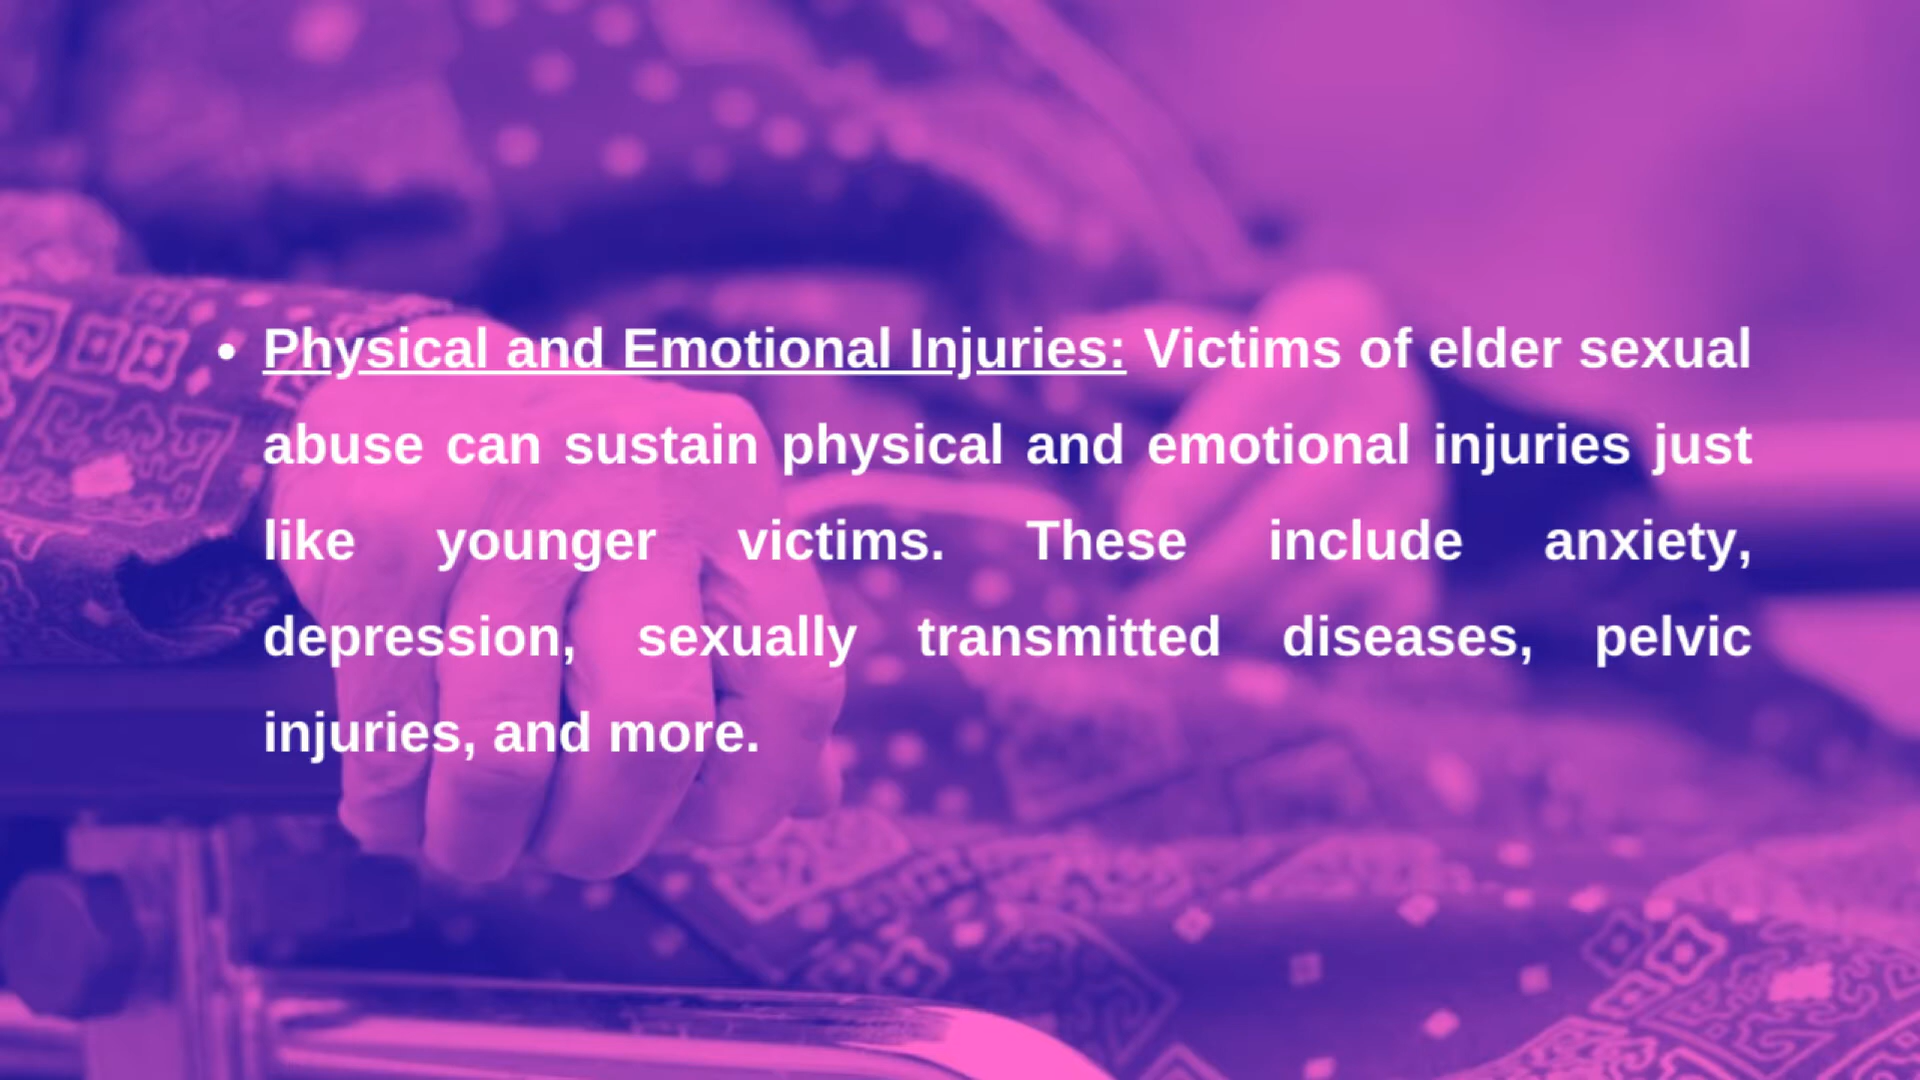 • Physical and Emotional Injuries: Victims of elder sexual
abuse can sustain physical and emotional injuries just
like younger victims. These include anxiety,
depression, sexually transmitted diseases, pelvic
injuries, and more.